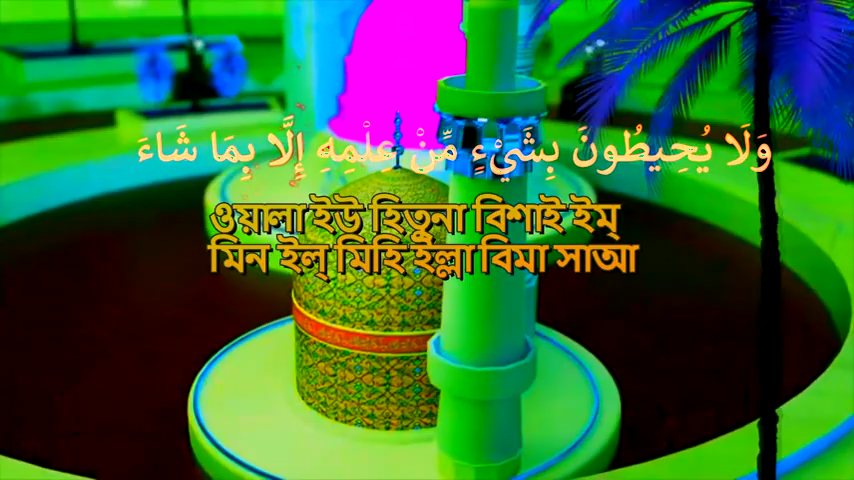 وَلَا يُحِيطُونَ بِشَيْءٍ مِّنْ عِلْمِهِ إِلَّا بِمَا شَاءَ
ওয়ালা ইউ হিতুনা বিশাই ইম্
মিন ইল্ মিহি ইল্লা বিমা সাআ